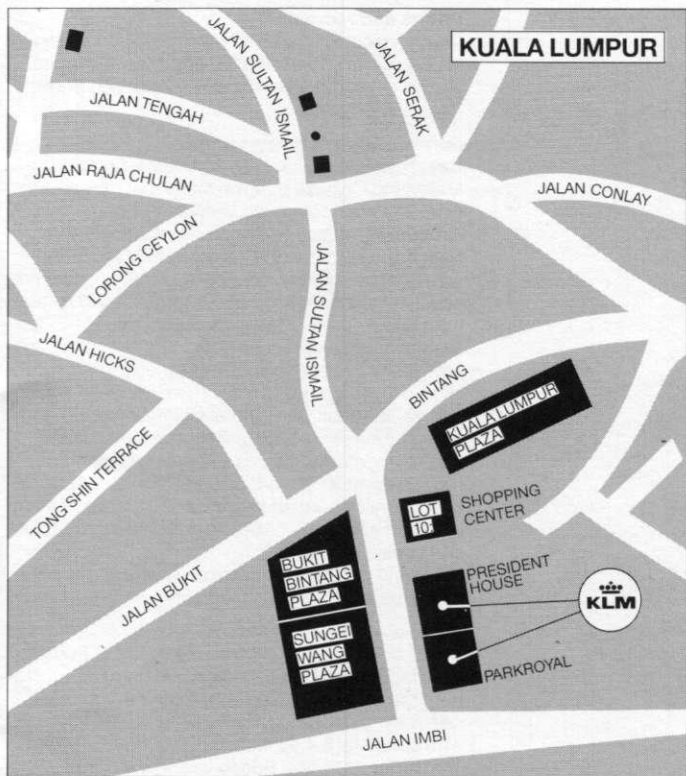 KUALA LUMPUR
JALAN SULTAN ISMAIL
JALAN SERAK
JALAN TENGAH
JALAN RAJA CHULAN
JALAN CONLAY
LORONG CEYLON
JALAN SULTAN ISMAIL
JALAN HICKS
BINTANG
KUALA LUMPUR
PLAZA
TONG SHIN TERRACE
LOT
10:
SHOPPING
CENTER
JALAN BUKIT
BUKIT
BINTANG
PLAZA
PRESIDENT
HOUSE
KLM
SUNGEI
WANG
PLAZA
PARKROYAL
JALAN IMBI